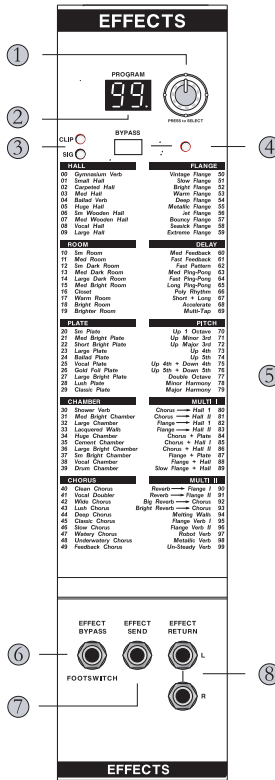 EFFECTS
1
PROGRAM
99.
PRESS to SELECT
2
CLIP
BYPASS
3
SIG
4
HALL
00 Gymnasium Verb
01 Small Hall
02 Carpeted Hall
03 Med Hall
04 Ballad Verb
05 Huge Hall
06 Sm Wooden Hall
07 Med Wooden Hall
08 Vocal Hall
09 Large Hall
FLANGE
Vintage Flange 50
Slow Flange 51
Bright Flange 52
Warm Flange 53
Deep Flange 54
Metallic Flange 55
Jet Flange 56
Bouncy Flange 57
Seasick Flange 58
Extreme Flange 59
ROOM
10 Sm Room
11 Med Room
12 Sm Dark Room
13 Med Dark Room
14 Large Dark Room
15 Med Bright Room
16 Closet
17 Warm Room
18 Bright Room
19 Brighter Room
DELAY
Med Feedback 60
Fast Feedback 61
Fast Pattern 62
Med Ping-Pong 63
Fast Ping-Pong 64
Long Ping-Pong 65
Poly Rhythm 66
Short + Long 67
Accelerate 68
Multi-Tap 69
PLATE
20 Sm Plate
21 Med Bright Plate
22 Short Bright Plate
23 Large Plate
24 Ballad Plate
25 Vocal Plate
26 Gold Foil Plate
27 Large Bright Plate
28 Lush Plate
29 Classic Plate
PITCH
Up 1 Octave 70
Up Minor 3rd 71
Up Major 3rd 72
Up 4th 73
Up 5th 74
Up 4th + Down 4th 75
Up 5th + Down 5th 76
Double Octave 77
Minor Harmony 78
Major Harmony 79
5
CHAMBER
30 Shower Verb
31 Med Bright Chamber
32 Large Chamber
33 Lacquered Walls
34 Huge Chamber
35 Cement Chamber
36 Large Bright Chamber
37 Sm Bright Chamber
38 Vocal Chamber
39 Drum Chamber
MULTI I
Chorus → Hall 1 80
Chorus → Hall II 81
Flange → Hall 1 82
Flange → Hall II 83
Chorus + Plate 84
Chorus + Hall I 85
Chorus + Hall II 86
Flange + Plate 87
Flange + Hall 88
Slow Flange + Hall 89
CHORUS
40 Clean Chorus
41 Vocal Doubler
42 Wide Chorus
43 Lush Chorus
44 Deep Chorus
45 Classic Chorus
46 Slow Chorus
47 Watery Chorus
48 Underwatery Chorus
49 Feedback Chorus
MULTI II
Reverb → Flange I 90
Reverb → Flange II 91
Big Reverb → Chorus 92
Bright Reverb → Chorus 93
Melting Walls 94
Flange Verb I 95
Flange Verb II 96
Robot Verb 97
Metallic Verb 98
Un-Steady Verb 99
EFFECT BYPASS
EFFECT SEND
EFFECT RETURN
6
L
FOOTSWITCH
7
8
R
EFFECTS